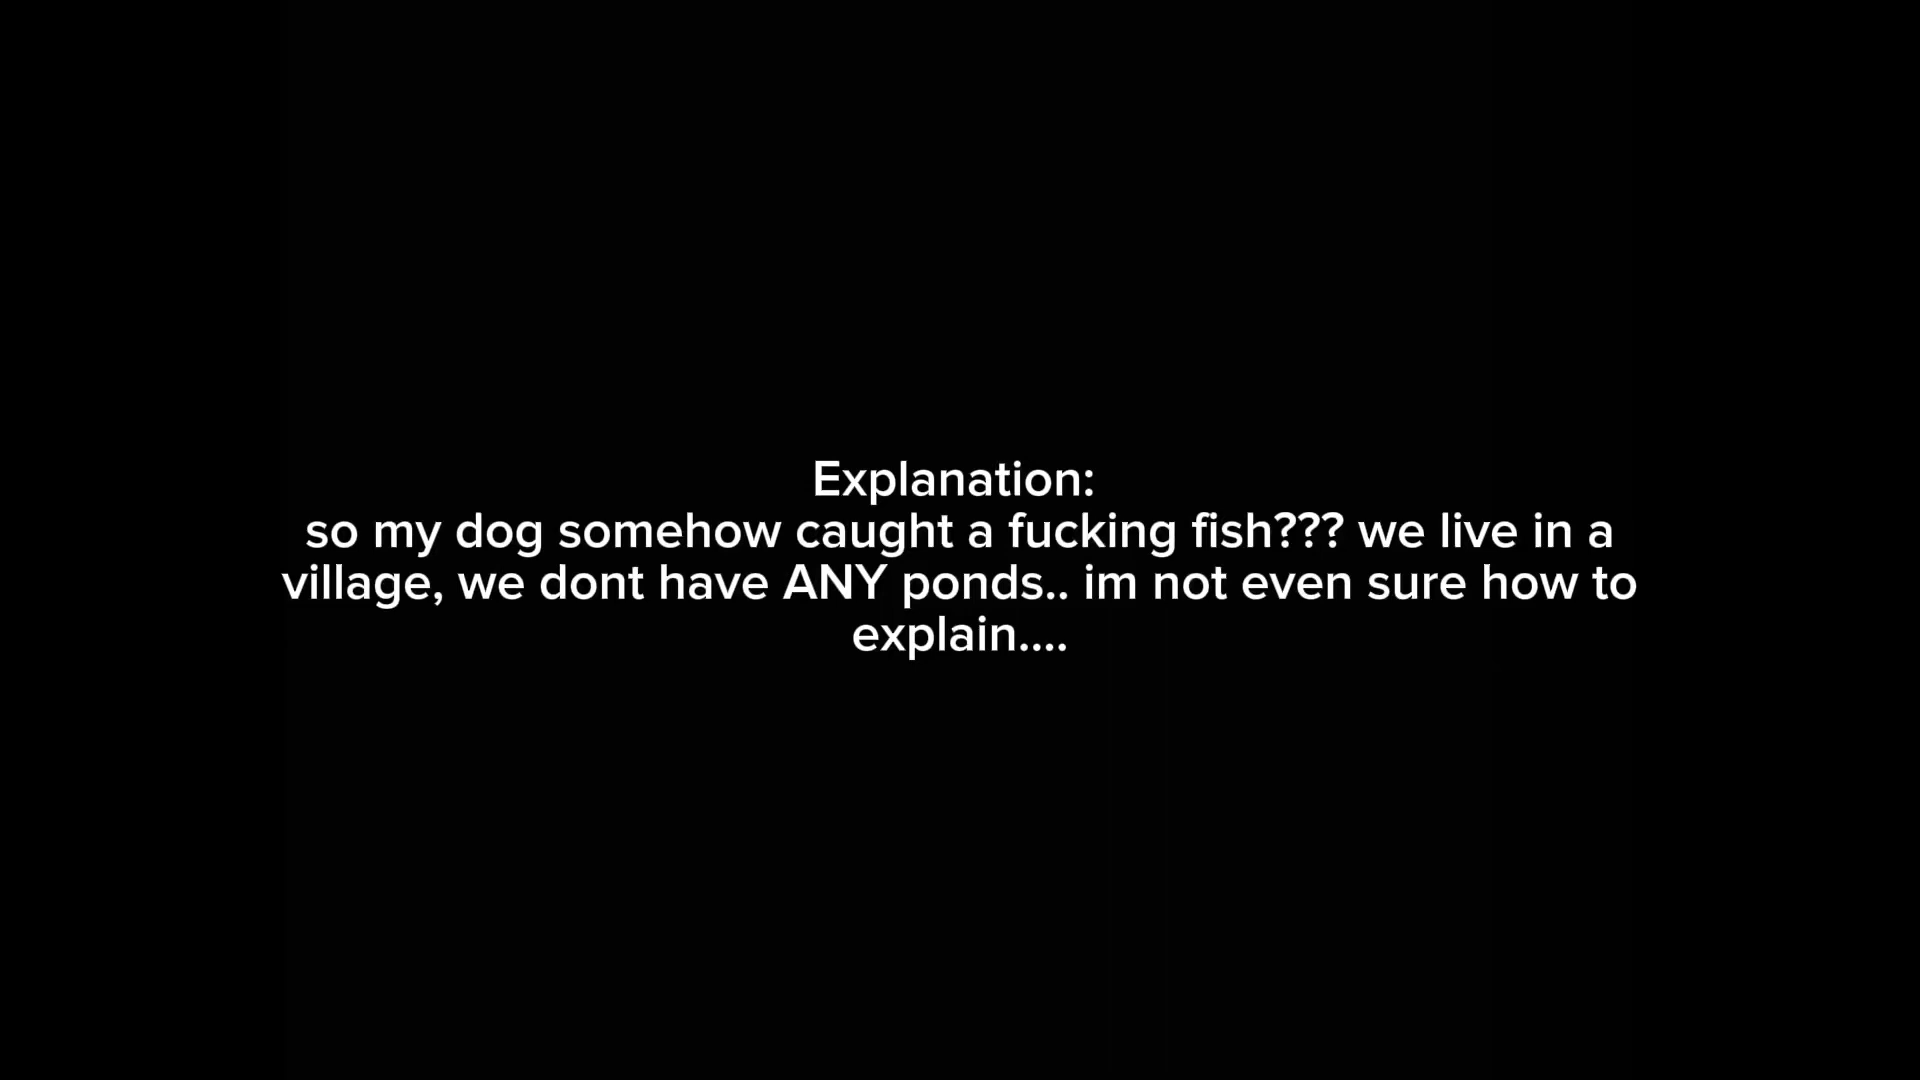 Explanation:
so my dog somehow caught a fucking fish??? we live in a
village, we dont have ANY ponds.. im not even sure how to
explain....